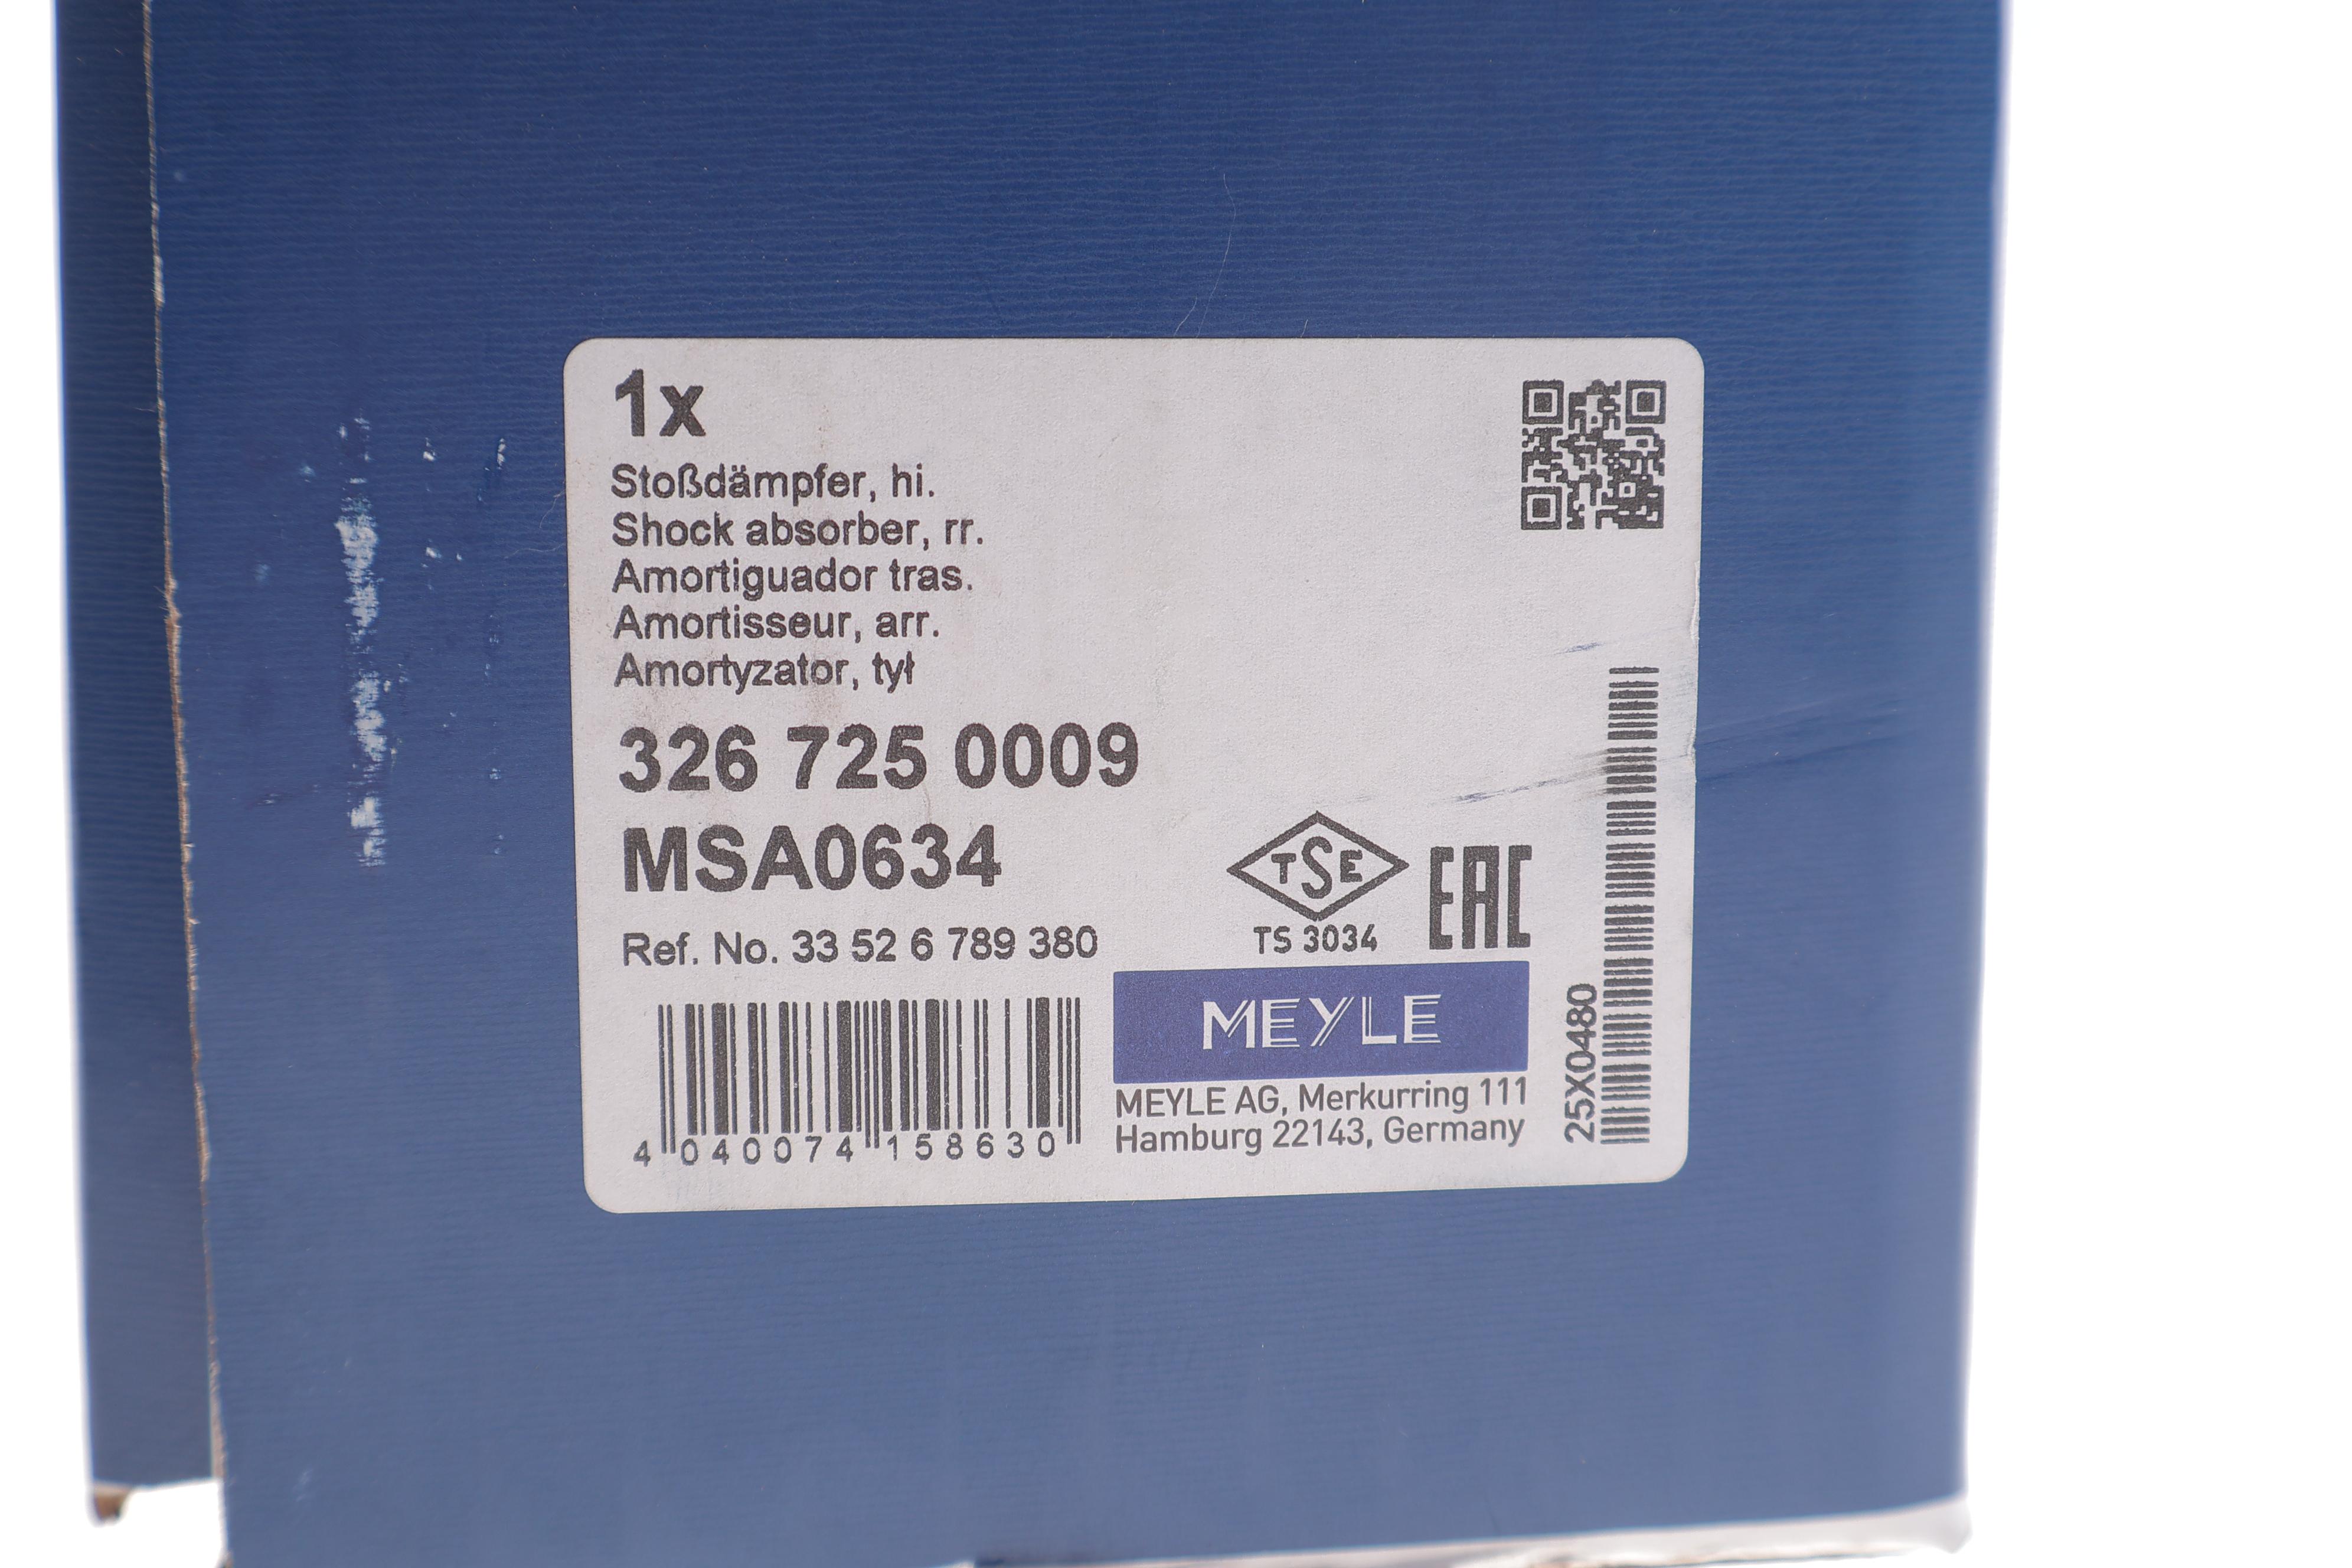 1x
Stoßdämpfer, hi.
Shock absorber, rr.
Amortiguador tras.
Amortisseur, arr.
Amortyzator, tył
326 725 0009
MSA0634
Ref. No. 33 52 6 789 380
4 040074 158630
TSE
TS 3034
EAC
MEYLE
MEYLE AG, Merkurring 111
Hamburg 22143, Germany
25X0480